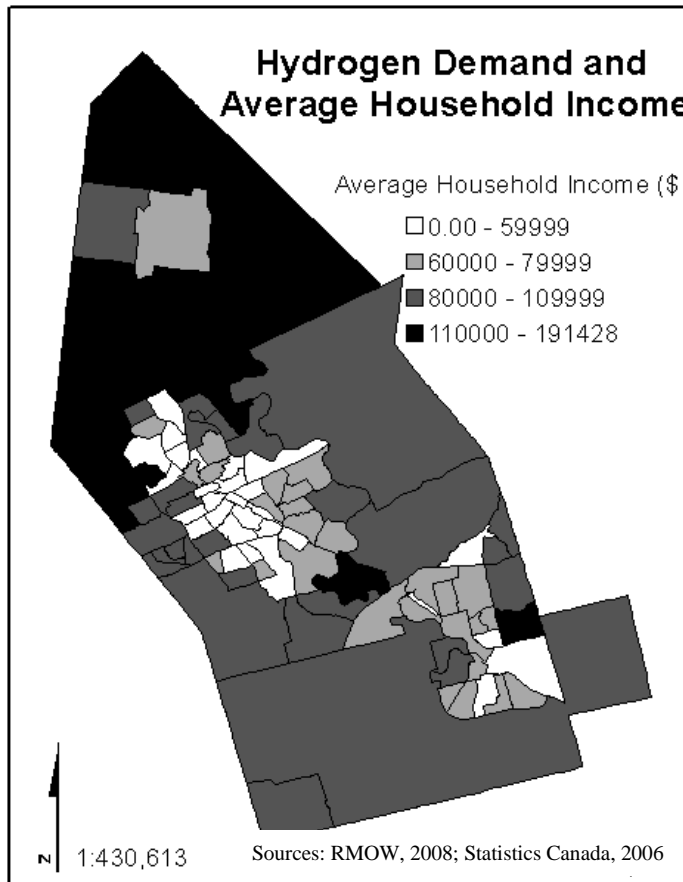 Hydrogen Demand and
Average Household Income
Average Household Income ($
0.00 - 59999
60000 - 79999
80000 - 109999
110000 - 191428
N 1:430,613 Sources: RMOW, 2008; Statistics Canada, 2006